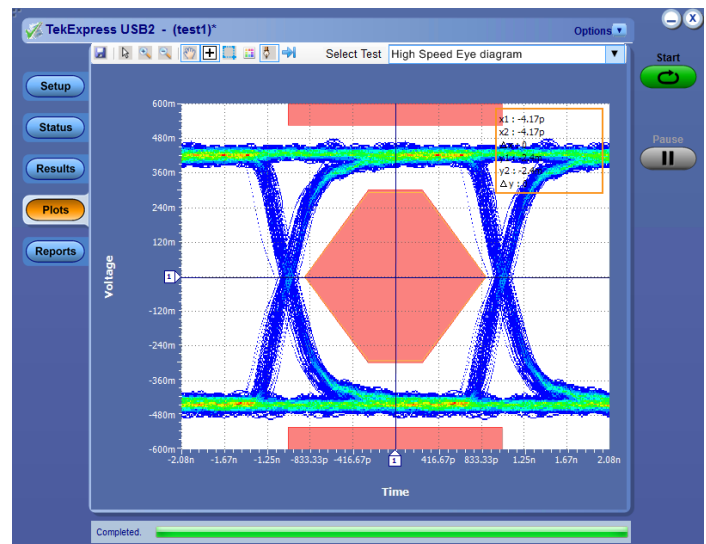 TekExpress USB2 - (test1)*
Options
Select Test High Speed Eye diagram
Start
Pause
Setup
Status
Results
Plots
Reports
Voltage
600m
480m
360m
240m
120m
-120m
-240m
-360m
-480m
-600m
x1 : -4.17p
x2 : -4.17p
y2 : -2.4m
Δ y :
1
-2.08n -1.67n -1.25n -833.33p -416.67p 1 416.67p 833.33p 1.25n 1.67n 2.08n
Time
Completed.